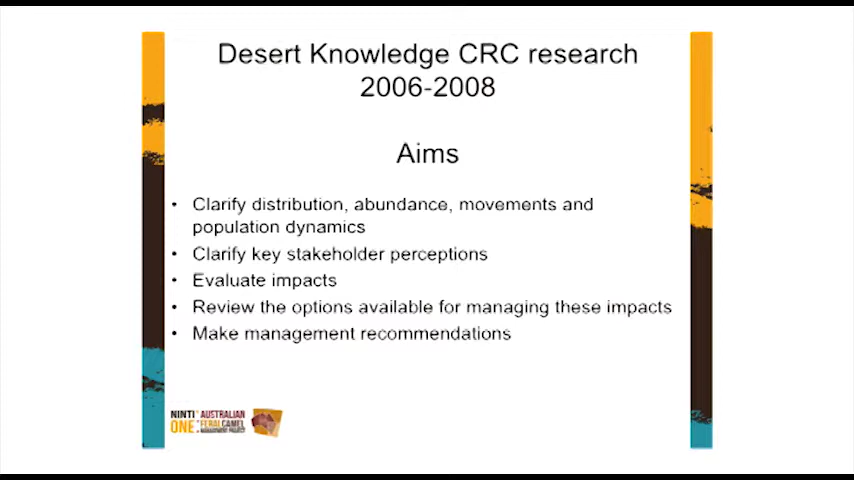 Desert Knowledge CRC research
2006-2008
Aims
• Clarify distribution, abundance, movements and
population dynamics
• Clarify key stakeholder perceptions
• Evaluate impacts
• Review the options available for managing these impacts
• Make management recommendations
NINTI AUSTRALIAN
ONE FERAL CAMEL
MANAGEMENT PROJECT